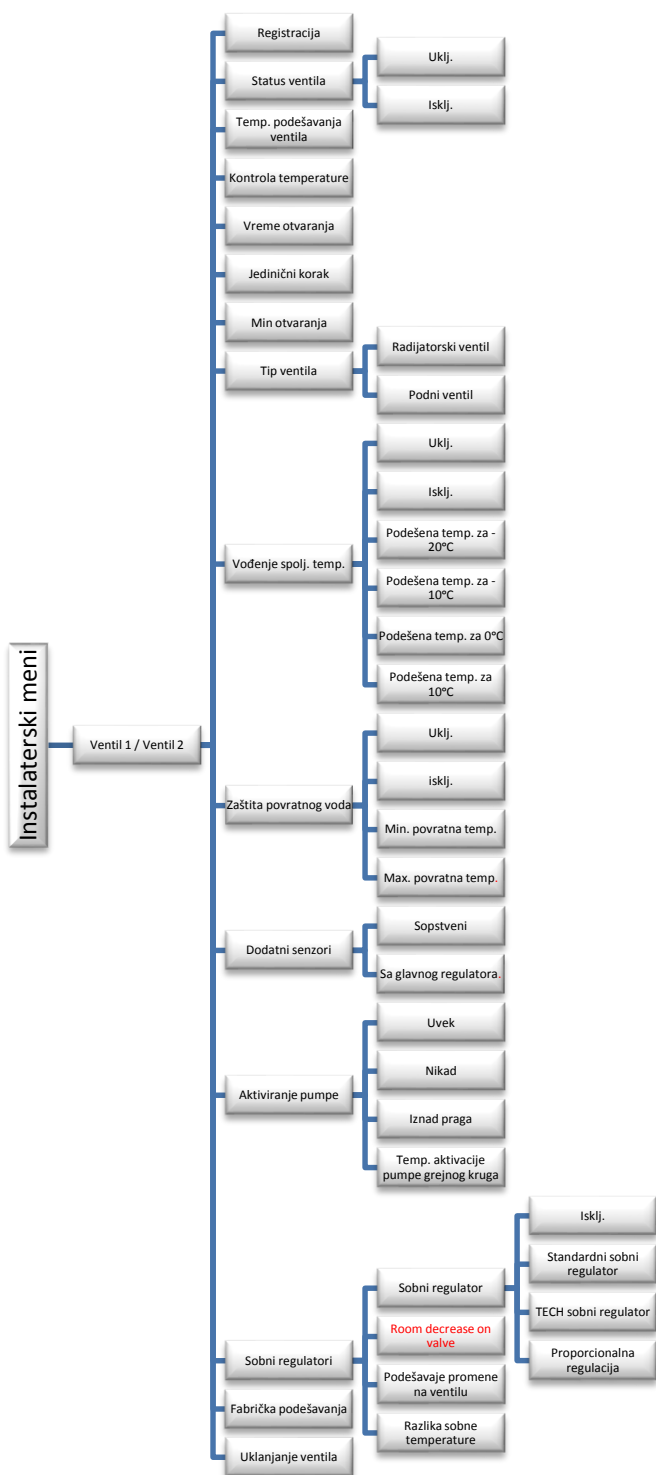 Instalaterski meni
Ventil 1 / Ventil 2
Registracija
Status ventila
Uklj.
Isklj.
Temp. podešavanja
ventila
Kontrola temperature
Vreme otvaranja
Jedinični korak
Min otvaranja
Tip ventila
Radijatorski ventil
Podni ventil
Vođenje spolj. temp.
Uklj.
Isklj.
Podešena temp. za -
20°C
Podešena temp. za -
10°C
Podešena temp. za 0°C
Podešena temp. za
10°C
Zaštita povratnog voda
Uklj.
isklj.
Min. povratna temp.
Max. povratna temp.
Dodatni senzori
Sopstveni
Sa glavnog regulatora.
Aktiviranje pumpe
Uvek
Nikad
Iznad praga
Temp. aktivacije
pumpe grejnog kruga
Sobni regulatori
Sobni regulator
Isklj.
Standardni sobni
regulator
TECH sobni regulator
Proporcionalna
regulacija
Room decrease on
valve
Podešavaje promene
na ventilu
Razlika sobne
temperature
Fabrička podešavanja
Uklanjanje ventila